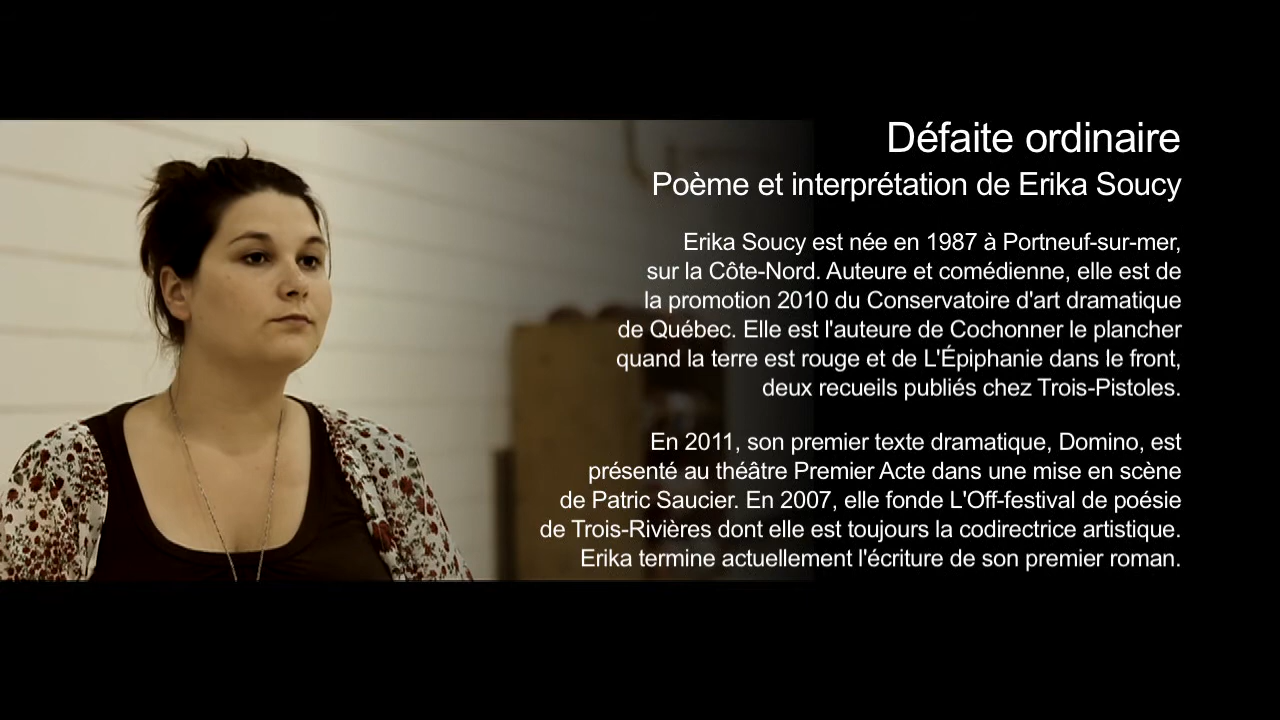 Défaite ordinaire
Poème et interprétation de Erika Soucy
Erika Soucy est née en 1987 à Portneuf-sur-mer,
sur la Côte-Nord. Auteure et comédienne, elle est de
la promotion 2010 du Conservatoire d'art dramatique
de Québec. Elle est l'auteure de Cochonner le plancher
quand la terre est rouge et de L'Épiphanie dans le front,
deux recueils publiés chez Trois-Pistoles.
En 2011, son premier texte dramatique, Domino, est
présenté au théâtre Premier Acte dans une mise en scène
de Patric Saucier. En 2007, elle fonde L'Off-festival de poésie
de Trois-Rivières dont elle est toujours la codirectrice artistique.
Erika termine actuellement l'écriture de son premier roman.